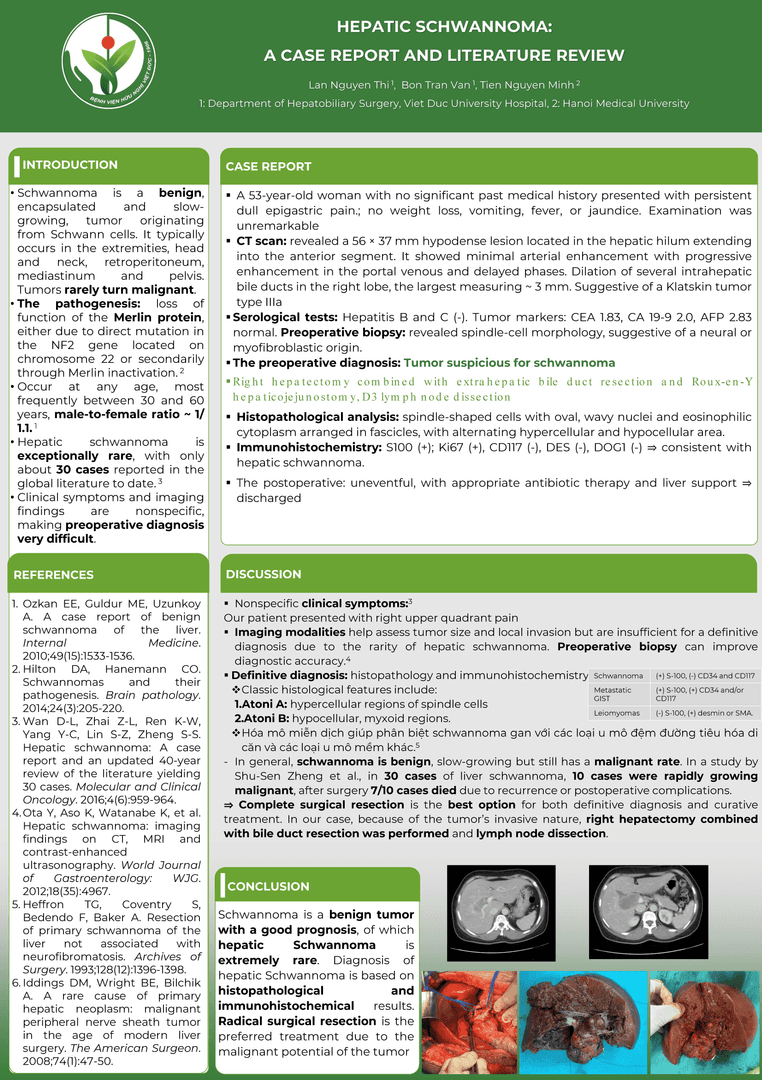 HEPATIC SCHWANNOMA:
A CASE REPORT AND LITERATURE REVIEW
Lan Nguyen Thi ¹, Bon Tran Van ¹, Tien Nguyen Minh ²
1: Department of Hepatobiliary Surgery, Viet Duc University Hospital, 2: Hanoi Medical University
BỆNH VIỆN HỮU NGHỊ VIỆT ĐỨC - 1906
INTRODUCTION
• Schwannoma is a benign,
encapsulated and slow-
growing, tumor originating
from Schwann cells. It typically
occurs in the extremities, head
and neck, retroperitoneum,
mediastinum and pelvis.
Tumors rarely turn malignant.
• The pathogenesis: loss of
function of the Merlin protein,
either due to direct mutation in
the NF2 gene located on
chromosome 22 or secondarily
through Merlin inactivation. ²
• Occur at any age, most
frequently between 30 and 60
years, male-to-female ratio ~ 1/
1.1. ¹
• Hepatic schwannoma is
exceptionally rare, with only
about 30 cases reported in the
global literature to date. ³
• Clinical symptoms and imaging
findings are nonspecific,
making preoperative diagnosis
very difficult.
CASE REPORT
▪ A 53-year-old woman with no significant past medical history presented with persistent
dull epigastric pain.; no weight loss, vomiting, fever, or jaundice. Examination was
unremarkable
▪ CT scan: revealed a 56 × 37 mm hypodense lesion located in the hepatic hilum extending
into the anterior segment. It showed minimal arterial enhancement with progressive
enhancement in the portal venous and delayed phases. Dilation of several intrahepatic
bile ducts in the right lobe, the largest measuring ~ 3 mm. Suggestive of a Klatskin tumor
type IIIa
▪ Serological tests: Hepatitis B and C (-). Tumor markers: CEA 1.83, CA 19-9 2.0, AFP 2.83
normal. Preoperative biopsy: revealed spindle-cell morphology, suggestive of a neural or
myofibroblastic origin.
▪ The preoperative diagnosis: Tumor suspicious for schwannoma
▪ Right hepatectomy combined with extrahepatic bile duct resection and Roux-en-Y
hepaticojejunostomy, D3 lymph node dissection
▪ Histopathological analysis: spindle-shaped cells with oval, wavy nuclei and eosinophilic
cytoplasm arranged in fascicles, with alternating hypercellular and hypocellular area.
▪ Immunohistochemistry: S100 (+); Ki67 (+), CD117 (-), DES (-), DOG1 (-) ⇒ consistent with
hepatic schwannoma.
▪ The postoperative: uneventful, with appropriate antibiotic therapy and liver support ⇒
discharged
REFERENCES
1. Ozkan EE, Guldur ME, Uzunkoy
A. A case report of benign
schwannoma of the liver.
Internal Medicine.
2010;49(15):1533-1536.
2. Hilton DA, Hanemann CO.
Schwannomas and their
pathogenesis. Brain pathology.
2014;24(3):205-220.
3. Wan D-L, Zhai Z-L, Ren K-W,
Yang Y-C, Lin S-Z, Zheng S-S.
Hepatic schwannoma: A case
report and an updated 40-year
review of the literature yielding
30 cases. Molecular and Clinical
Oncology. 2016;4(6):959-964.
4. Ota Y, Aso K, Watanabe K, et al.
Hepatic schwannoma: imaging
findings on CT, MRI and
contrast-enhanced
ultrasonography. World Journal
of Gastroenterology: WJG.
2012;18(35):4967.
5. Heffron TG, Coventry S,
Bedendo F, Baker A. Resection
of primary schwannoma of the
liver not associated with
neurofibromatosis. Archives of
Surgery. 1993;128(12):1396-1398.
6. Iddings DM, Wright BE, Bilchik
A. A rare cause of primary
hepatic neoplasm: malignant
peripheral nerve sheath tumor
in the age of modern liver
surgery. The American Surgeon.
2008;74(1):47-50.
DISCUSSION
▪ Nonspecific clinical symptoms:³
Our patient presented with right upper quadrant pain
▪ Imaging modalities help assess tumor size and local invasion but are insufficient for a definitive
diagnosis due to the rarity of hepatic schwannoma. Preoperative biopsy can improve
diagnostic accuracy.⁴
▪ Definitive diagnosis: histopathology and immunohistochemistry
❖Classic histological features include:
1.Atoni A: hypercellular regions of spindle cells
2.Atoni B: hypocellular, myxoid regions.
Schwannoma (+) S-100, (-) CD34 and CD117
Metastatic GIST (+) S-100, (+) CD34 and/or CD117
Leiomyomas (-) S-100, (+) desmin or SMA.
❖Hóa mô miễn dịch giúp phân biệt schwannoma gan với các loại u mô đệm đường tiêu hóa di
căn và các loại u mô mềm khác.⁵
- In general, schwannoma is benign, slow-growing but still has a malignant rate. In a study by
Shu-Sen Zheng et al., in 30 cases of liver schwannoma, 10 cases were rapidly growing
malignant, after surgery 7/10 cases died due to recurrence or postoperative complications.
⇒ Complete surgical resection is the best option for both definitive diagnosis and curative
treatment. In our case, because of the tumor's invasive nature, right hepatectomy combined
with bile duct resection was performed and lymph node dissection.
CONCLUSION
Schwannoma is a benign tumor
with a good prognosis, of which
hepatic Schwannoma is
extremely rare. Diagnosis of
hepatic Schwannoma is based on
histopathological and
immunohistochemical results.
Radical surgical resection is the
preferred treatment due to the
malignant potential of the tumor